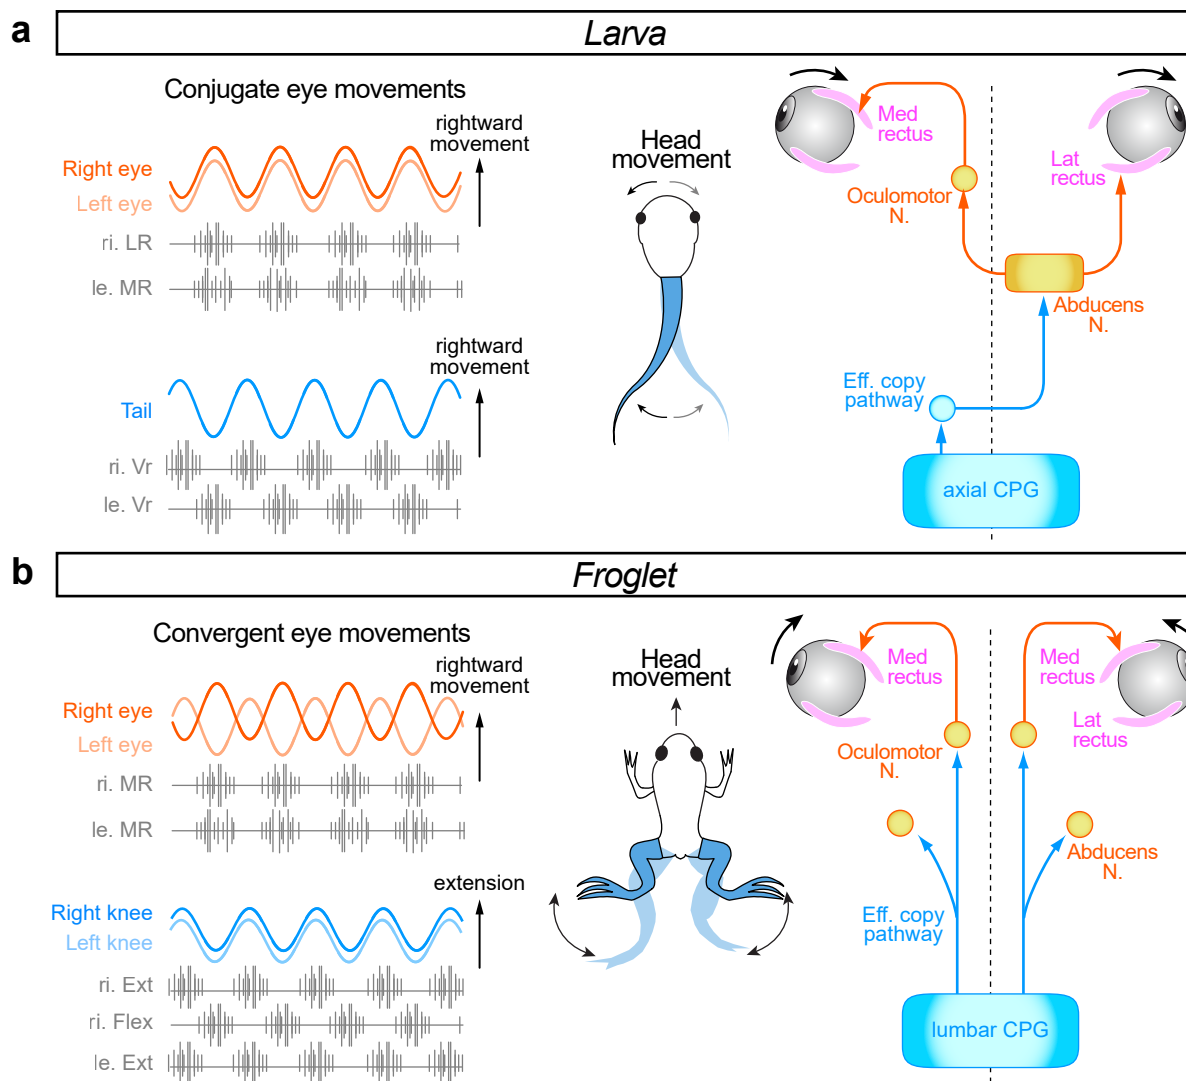 a
Larva
Conjugate eye movements
rightward
movement
Right eye
Left eye
ri. LR
le. MR
rightward
movement
Tail
ri. Vr
le. Vr
Head
movement
Med
rectus
Lat
rectus
Oculomotor
N.
Abducens
N.
Eff. copy
pathway
axial CPG
b
Froglet
Convergent eye movements
rightward
movement
Right eye
Left eye
ri. MR
le. MR
extension
Right knee
Left knee
ri. Ext
ri. Flex
le. Ext
Head
movement
Med
rectus
Med
rectus
Lat
rectus
Oculomotor
N.
Abducens
N.
Eff. copy
pathway
lumbar CPG